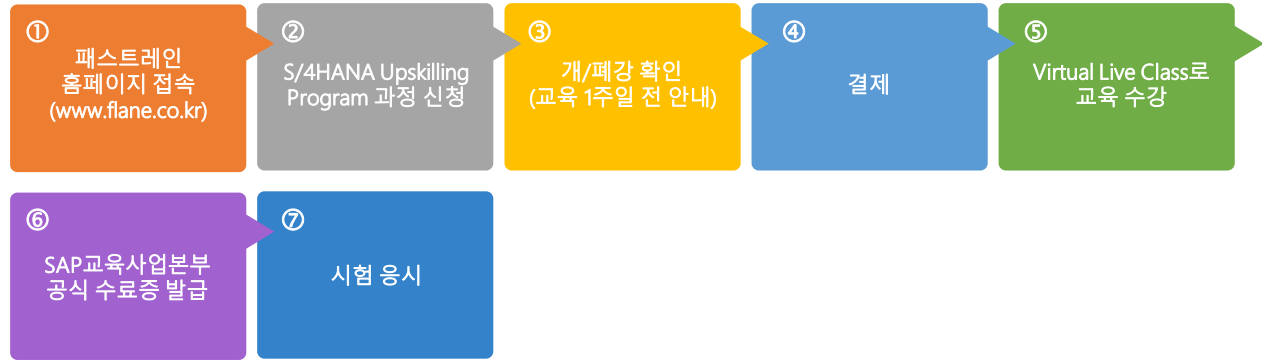 ①
패스트레인
홈페이지 접속
(www.flane.co.kr)
②
S/4HANA Upskilling
Program 과정 신청
③
개/폐강 확인
(교육 1주일 전 안내)
④
결제
⑤
Virtual Live Class로
교육 수강
⑥
SAP교육사업본부
공식 수료증 발급
⑦
시험 응시